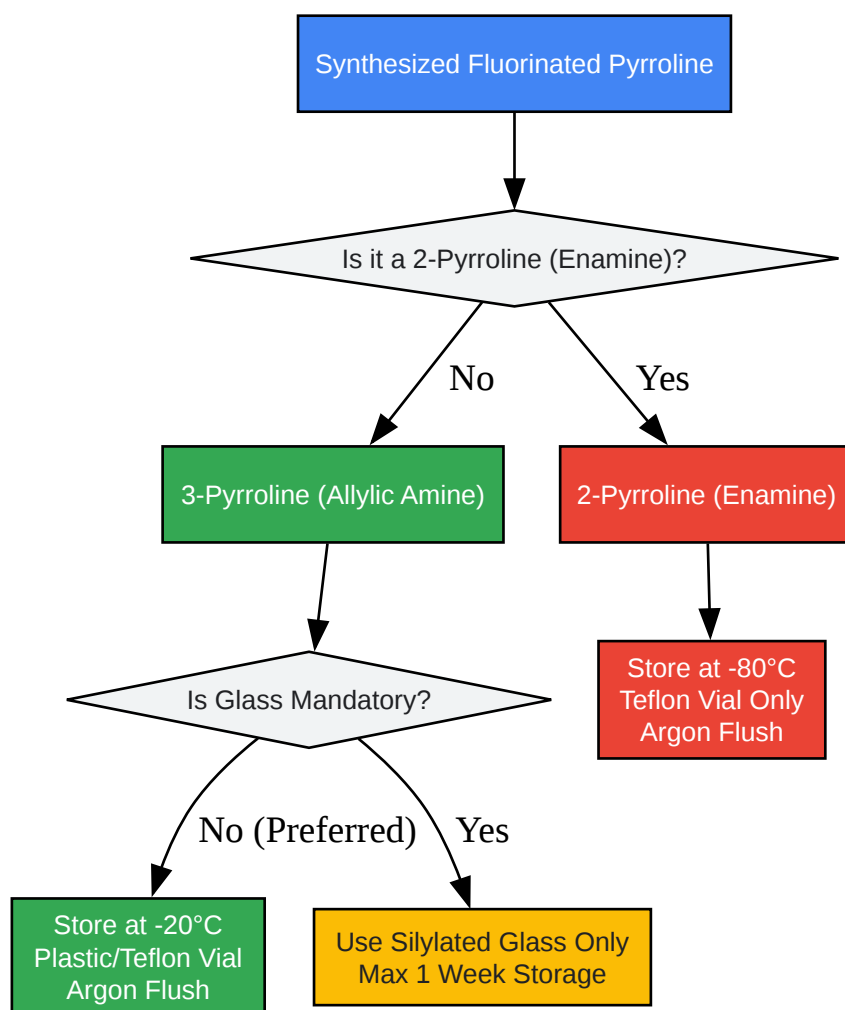 Synthesized Fluorinated Pyrroline
Is it a 2-Pyrroline (Enamine)?
No
Yes
3-Pyrroline (Allylic Amine)
2-Pyrroline (Enamine)
Store at -80°C
Teflon Vial Only
Argon Flush
Is Glass Mandatory?
No (Preferred)
Yes
Store at -20°C
Plastic/Teflon Vial
Argon Flush
Use Silylated Glass Only
Max 1 Week Storage